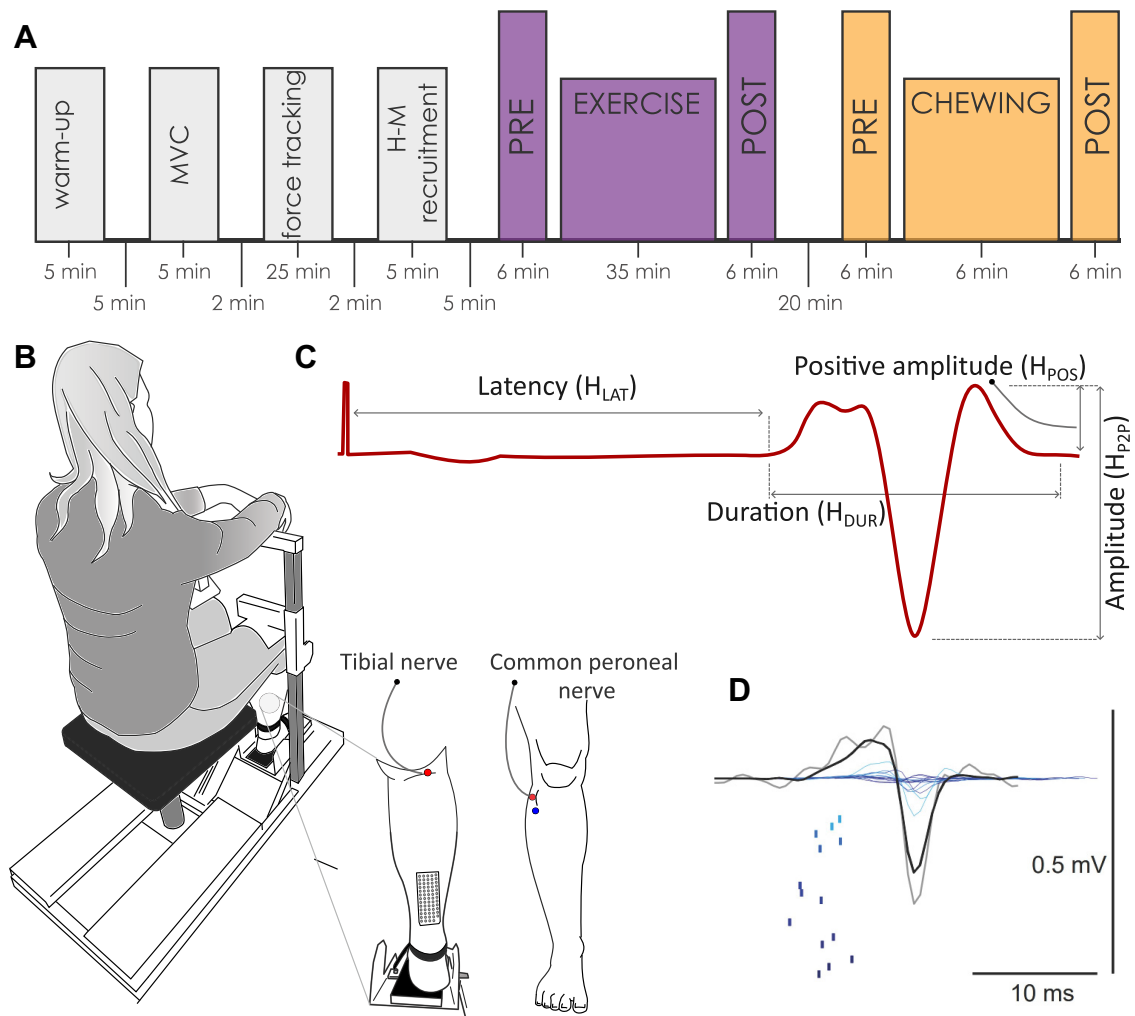 A
warm-up
MVC
force tracking
H-M
recruitment
PRE
EXERCISE
POST
PRE
CHEWING
POST
5 min
5 min
25 min
5 min
6 min
35 min
6 min
6 min
6 min
6 min
5 min
2 min
2 min
5 min
20 min
B
C
Latency (HLAT)
Positive amplitude (HPOS)
Duration (HDUR)
Amplitude (HP2P)
Tibial nerve
Common peroneal
nerve
D
0.5 mV
10 ms